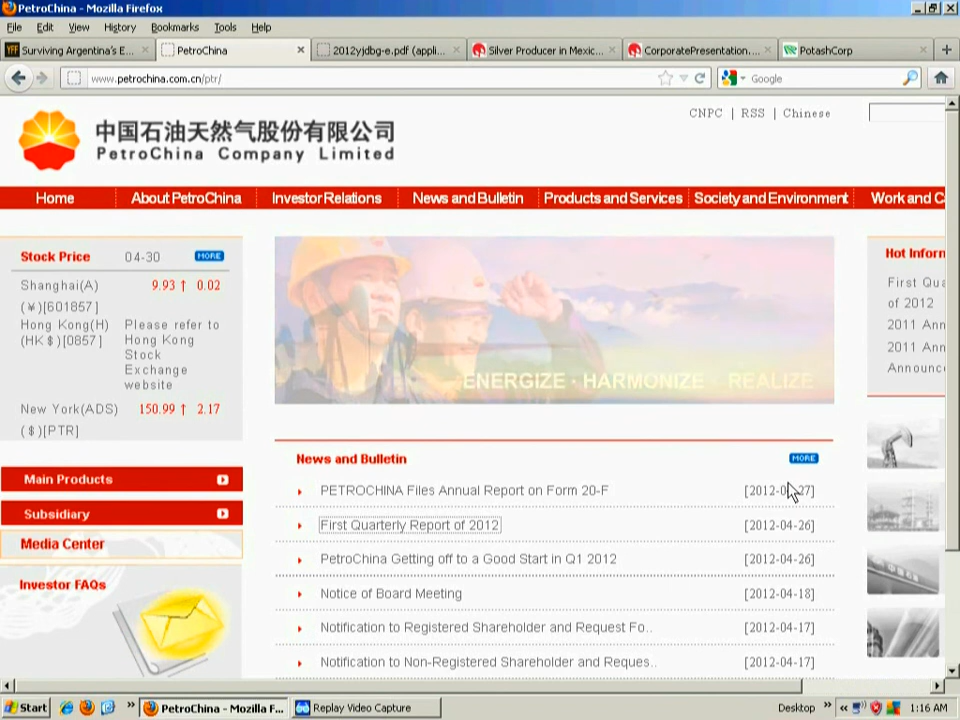 PetroChina - Mozilla Firefox
File Edit View History Bookmarks Tools Help
Surviving Argentina's E... PetroChina 2012yjdbg-e.pdf (appli... Silver Producer in Mexic... CorporatePresentation.... PotashCorp
www.petrochina.com.cn/ptr/ Google
CNPC | RSS | Chinese
中国石油天然气股份有限公司
PetroChina Company Limited
Home About PetroChina Investor Relations News and Bulletin Products and Services Society and Environment Work and C
Stock Price 04-30 MORE
Shanghai(A) 9.93 ↑ 0.02
(¥)[601857]
Hong Kong(H) Please refer to
(HK$)[0857] Hong Kong
Stock
Exchange
website
New York(ADS) 150.99 ↑ 2.17
($)[PTR]
Main Products
Subsidiary
Media Center
Investor FAQs
ENERGIZE · HARMONIZE · REALIZE
News and Bulletin MORE
PETROCHINA Files Annual Report on Form 20-F [2012-04-27]
First Quarterly Report of 2012 [2012-04-26]
PetroChina Getting off to a Good Start in Q1 2012 [2012-04-26]
Notice of Board Meeting [2012-04-18]
Notification to Registered Shareholder and Request Fo.. [2012-04-17]
Notification to Non-Registered Shareholder and Reques.. [2012-04-17]
Hot Inform
First Qua
of 2012
2011 Ann
2011 Ann
Announce
Start PetroChina - Mozilla F... Replay Video Capture Desktop 1:16 AM